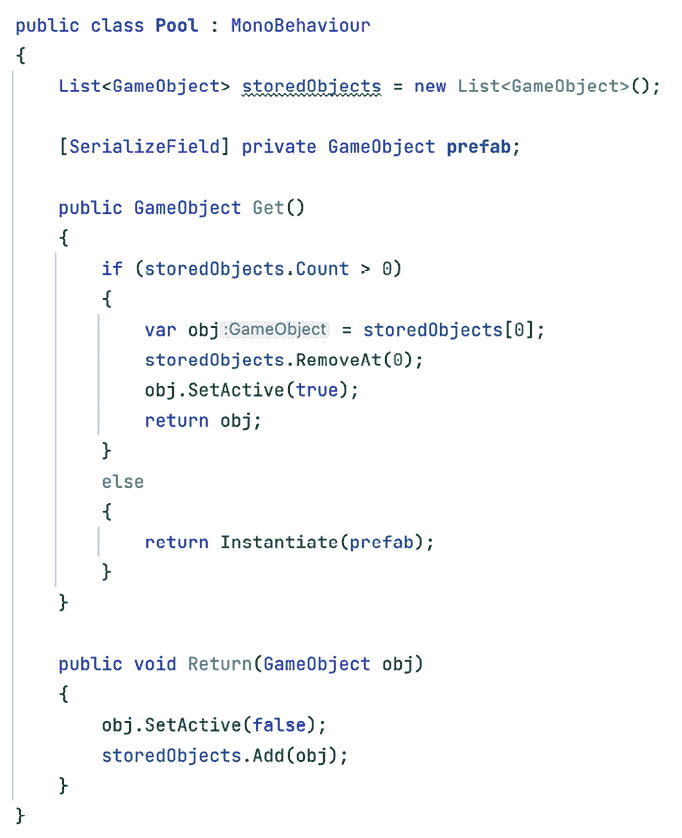 public class Pool : MonoBehaviour
{
    List<GameObject> storedObjects = new List<GameObject>();

    [SerializeField] private GameObject prefab;

    public GameObject Get()
    {
        if (storedObjects.Count > 0)
        {
            var obj :GameObject = storedObjects[0];
            storedObjects.RemoveAt(0);
            obj.SetActive(true);
            return obj;
        }
        else
        {
            return Instantiate(prefab);
        }
    }

    public void Return(GameObject obj)
    {
        obj.SetActive(false);
        storedObjects.Add(obj);
    }
}